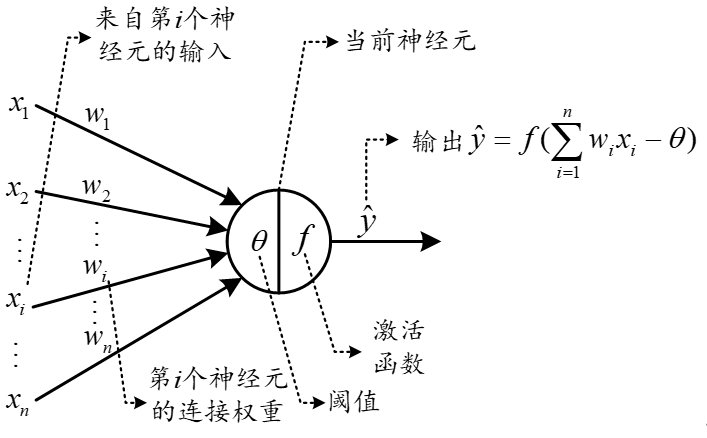 来自第i个神
经元的输入
当前神经元
x₁
w₁
输出 ŷ = f(∑ⁿᵢ₌₁ wᵢxᵢ − θ)
x₂
w₂
⋮
⋮
θ
f
ŷ
wᵢ
xᵢ
⋮
wₙ
⋮
激活
函数
第i个神经元
的连接权重
阈值
xₙ